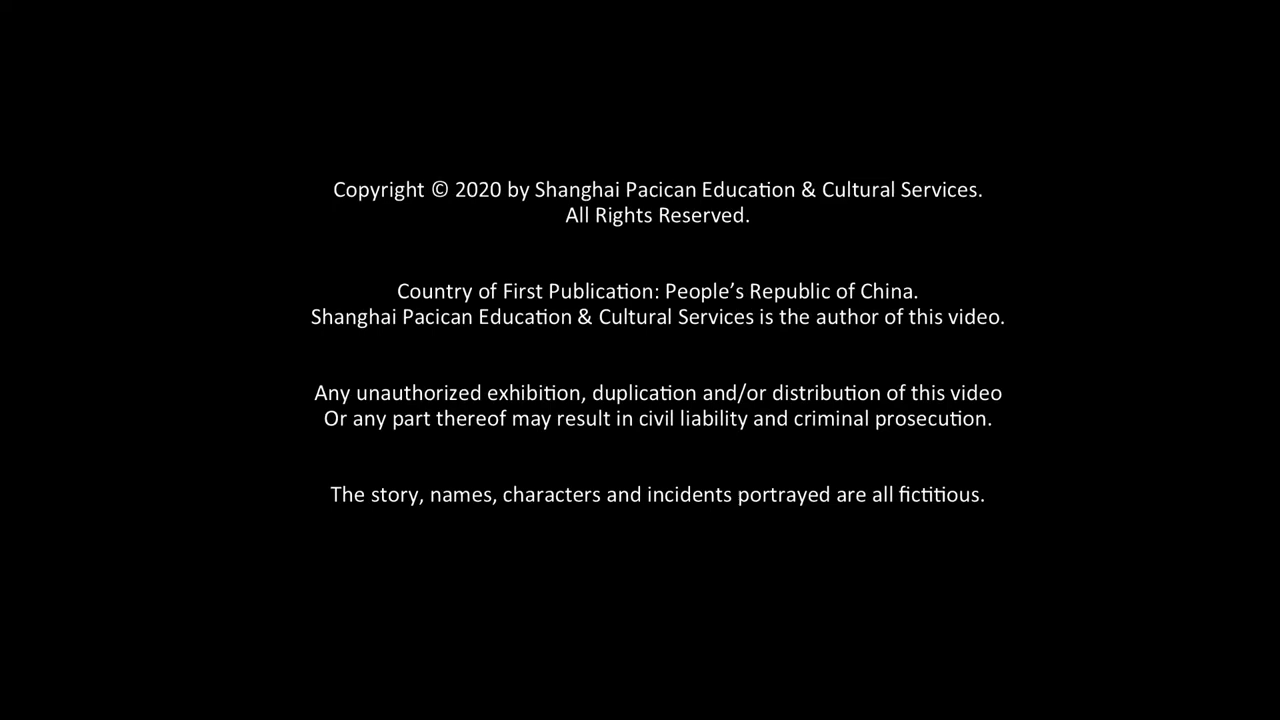 Copyright © 2020 by Shanghai Pacican Education & Cultural Services.
All Rights Reserved.
Country of First Publication: People’s Republic of China.
Shanghai Pacican Education & Cultural Services is the author of this video.
Any unauthorized exhibition, duplication and/or distribution of this video
Or any part thereof may result in civil liability and criminal prosecution.
The story, names, characters and incidents portrayed are all fictitious.